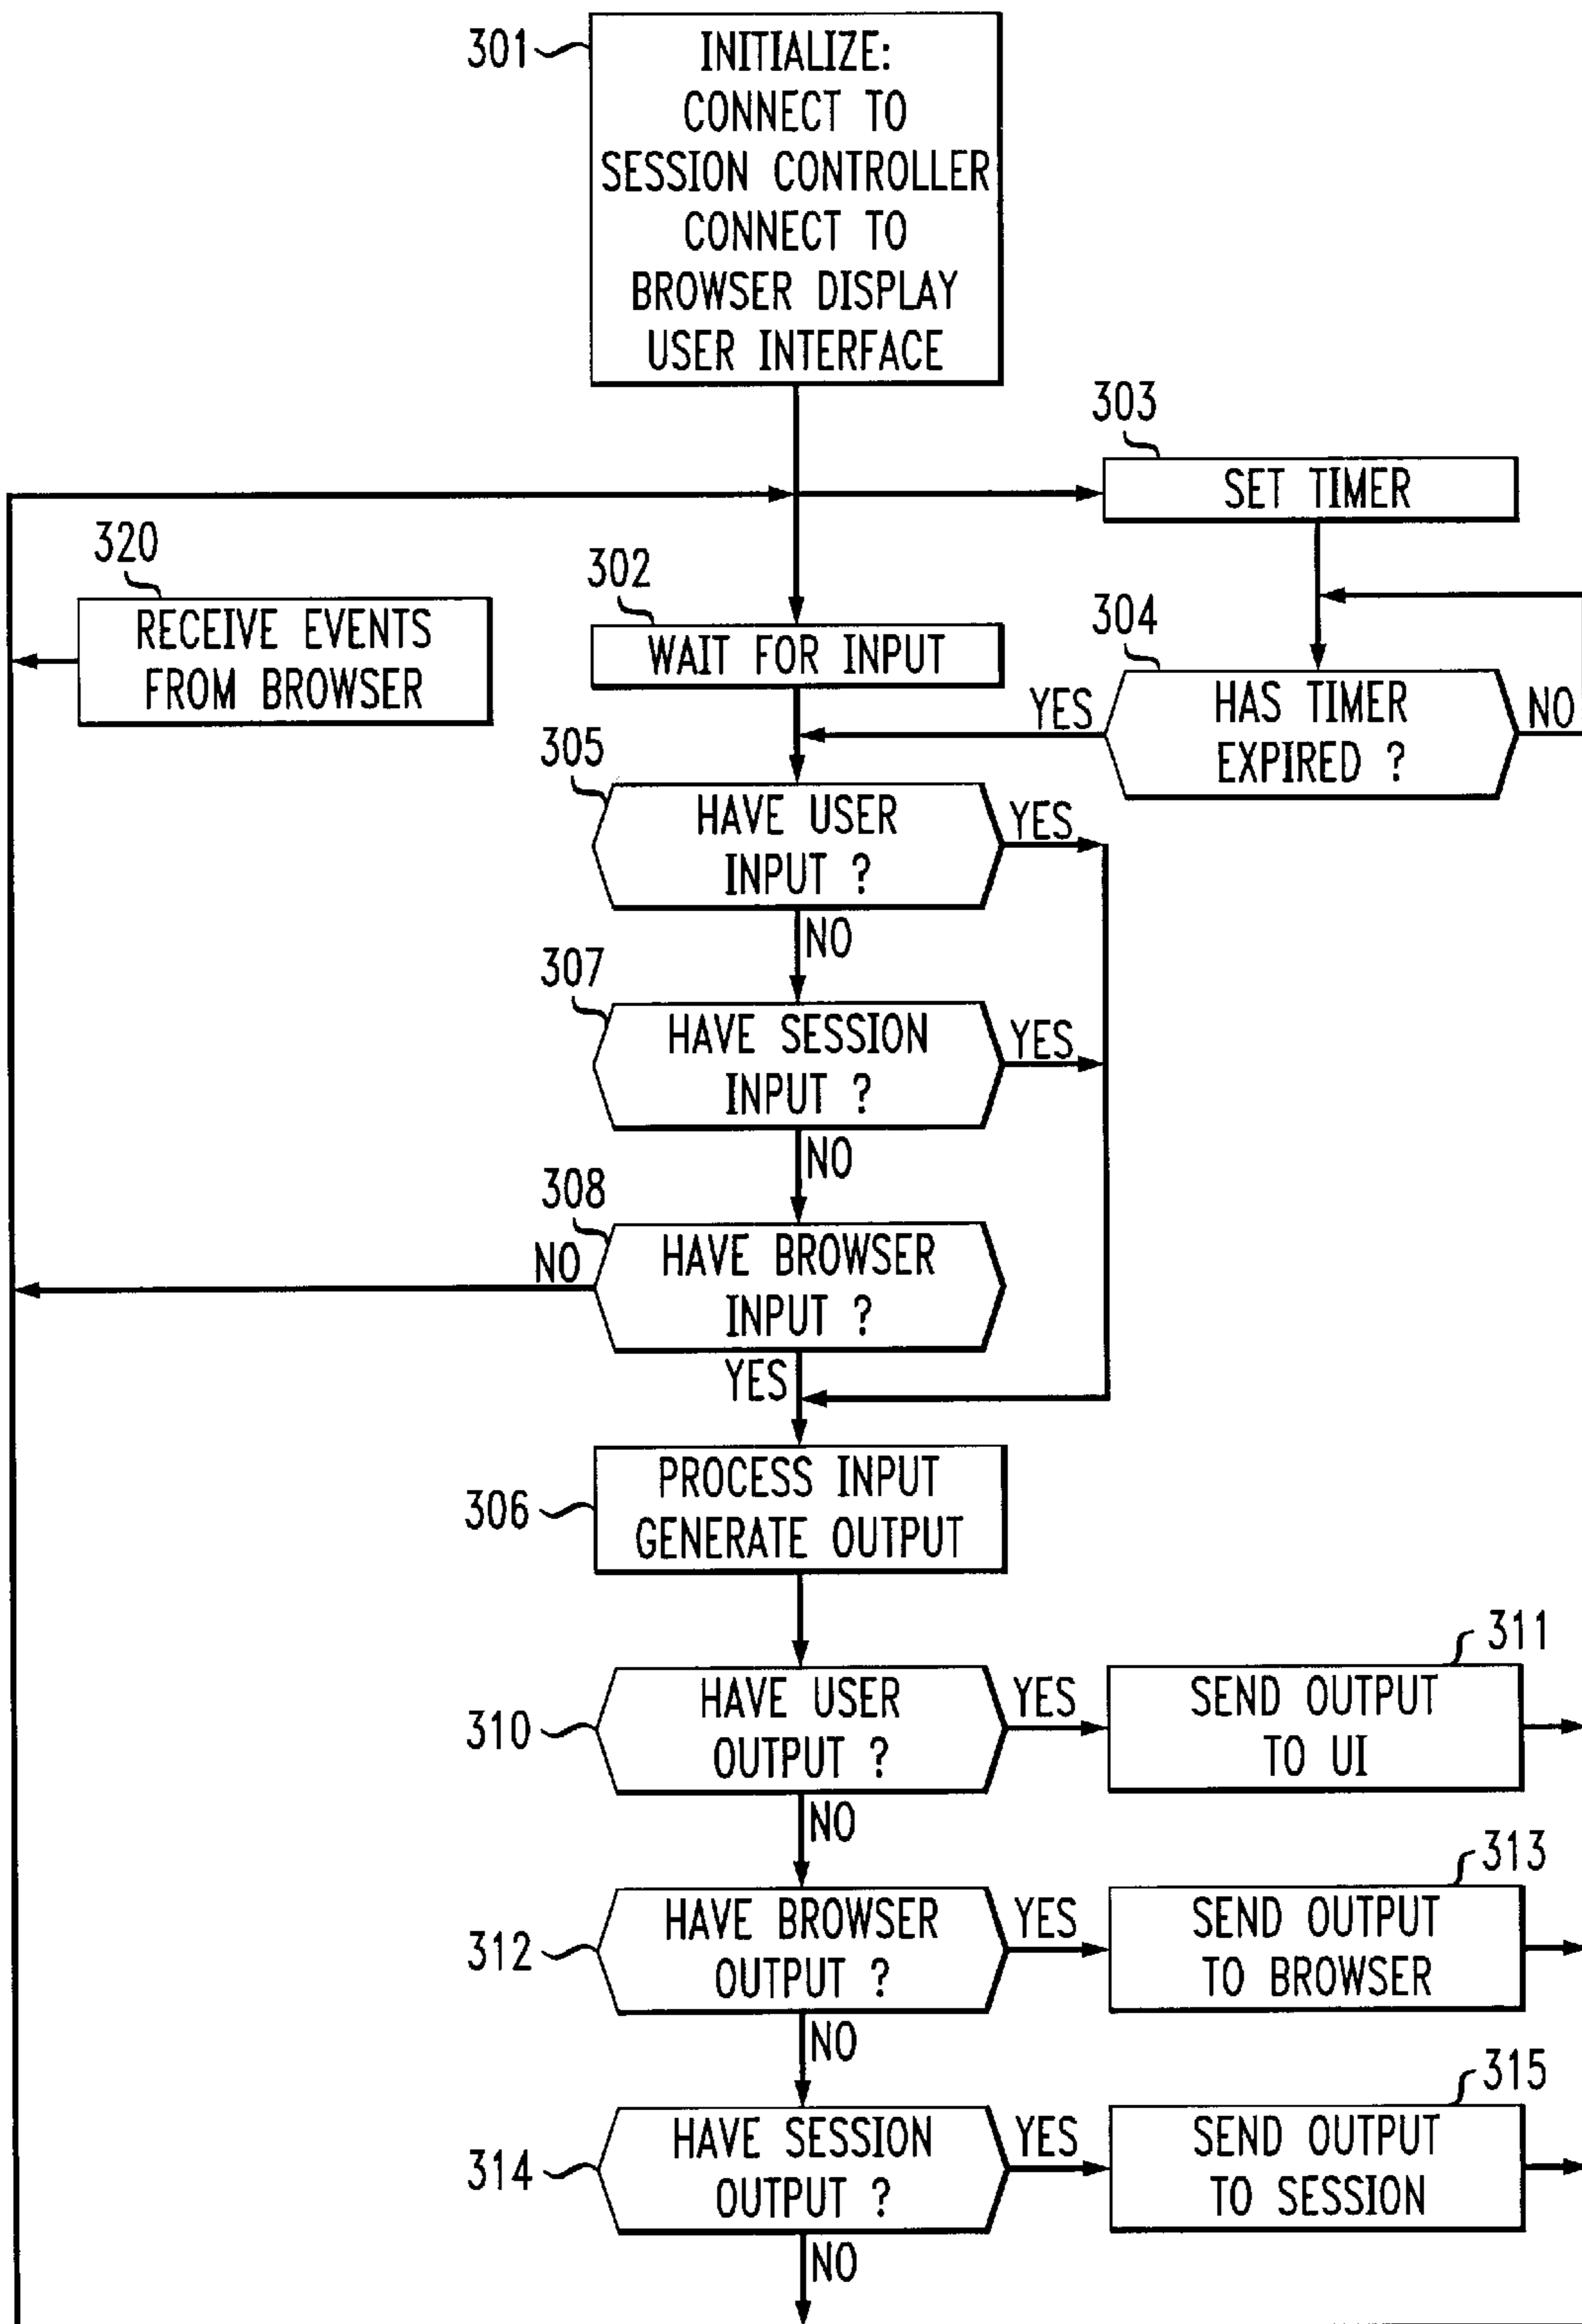 301
INITIALIZE:
CONNECT TO
SESSION CONTROLLER
CONNECT TO
BROWSER DISPLAY
USER INTERFACE
303
SET TIMER
320
RECEIVE EVENTS
FROM BROWSER
302
WAIT FOR INPUT
304
HAS TIMER
EXPIRED ?
YES
NO
305
HAVE USER
INPUT ?
YES
NO
307
HAVE SESSION
INPUT ?
YES
NO
308
HAVE BROWSER
INPUT ?
NO
YES
306
PROCESS INPUT
GENERATE OUTPUT
310
HAVE USER
OUTPUT ?
YES
311
SEND OUTPUT
TO UI
NO
312
HAVE BROWSER
OUTPUT ?
YES
313
SEND OUTPUT
TO BROWSER
NO
314
HAVE SESSION
OUTPUT ?
YES
315
SEND OUTPUT
TO SESSION
NO